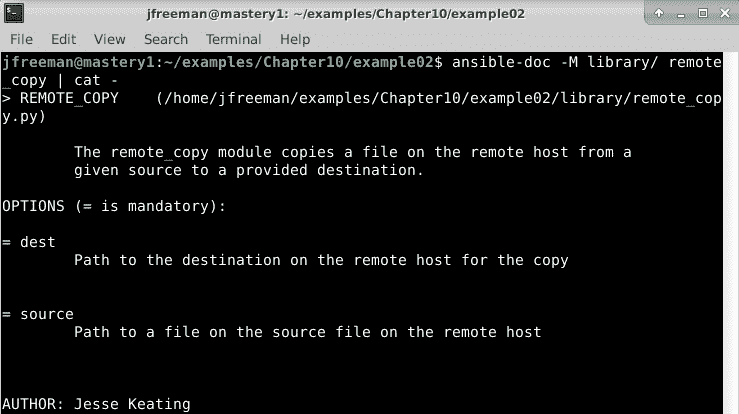 jfreeman@mastery1: ~/examples/Chapter10/example02
File Edit View Search Terminal Help
jfreeman@mastery1:~/examples/Chapter10/example02$ ansible-doc -M library/ remote
_copy | cat -
> REMOTE_COPY    (/home/jfreeman/examples/Chapter10/example02/library/remote_cop
y.py)
The remote_copy module copies a file on the remote host from a
given source to a provided destination.
OPTIONS (= is mandatory):
= dest
Path to the destination on the remote host for the copy
= source
Path to a file on the source file on the remote host
AUTHOR: Jesse Keating